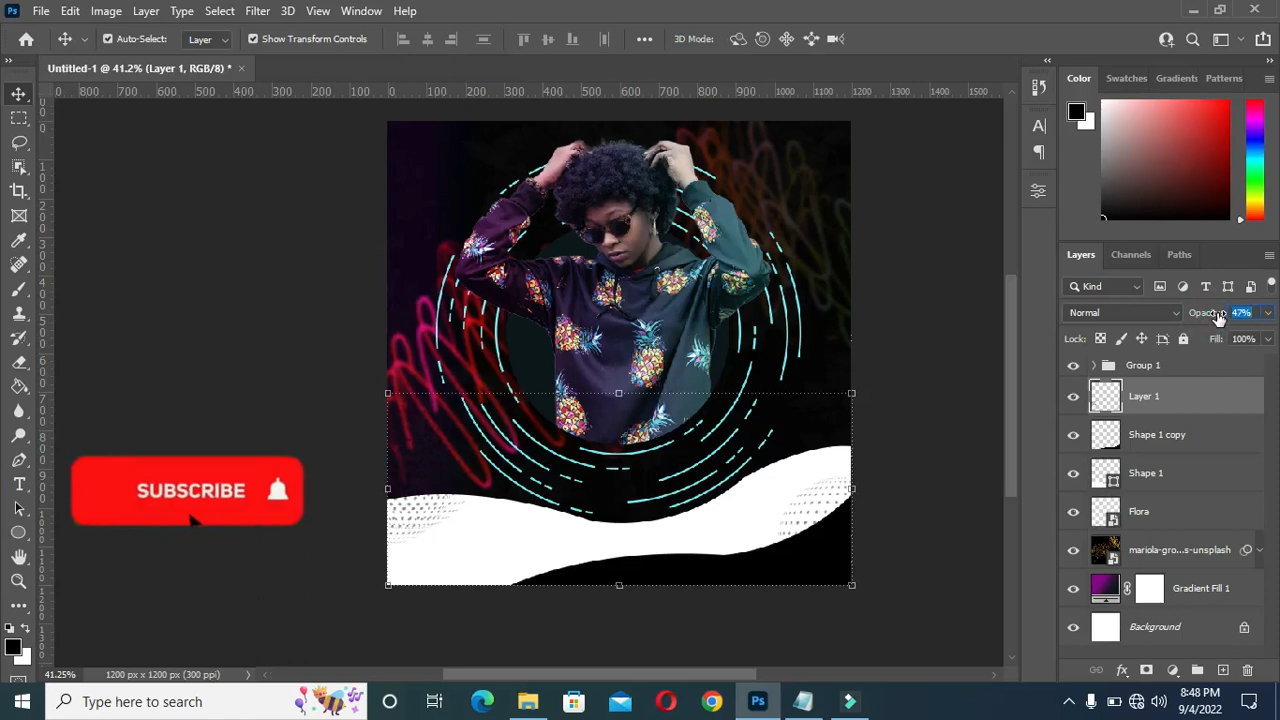 Ps File Edit Image Layer Type Select Filter 3D View Window Help
Auto-Select: Layer Show Transform Controls 3D Mode:
Untitled-1 @ 41.2% (Layer 1, RGB/8) *
0 800 700 600 500 400 300 200 100 0 100 200 300 400 500 600 700 800 900 1000 1100 1200 1300 1400 1500
Color Swatches Gradients Patterns
Layers Channels Paths
Kind
Normal Opacity: 47%
Lock: Fill: 100%
Group 1
Layer 1
Shape 1 copy
Shape 1
Flora
mariola-gr...s-unsplash
Gradient Fill 1
Background
SUBSCRIBE
41.25% 1200 px x 1200 px (300 ppi)
Type here to search
Ps
8:48 PM
9/4/2022